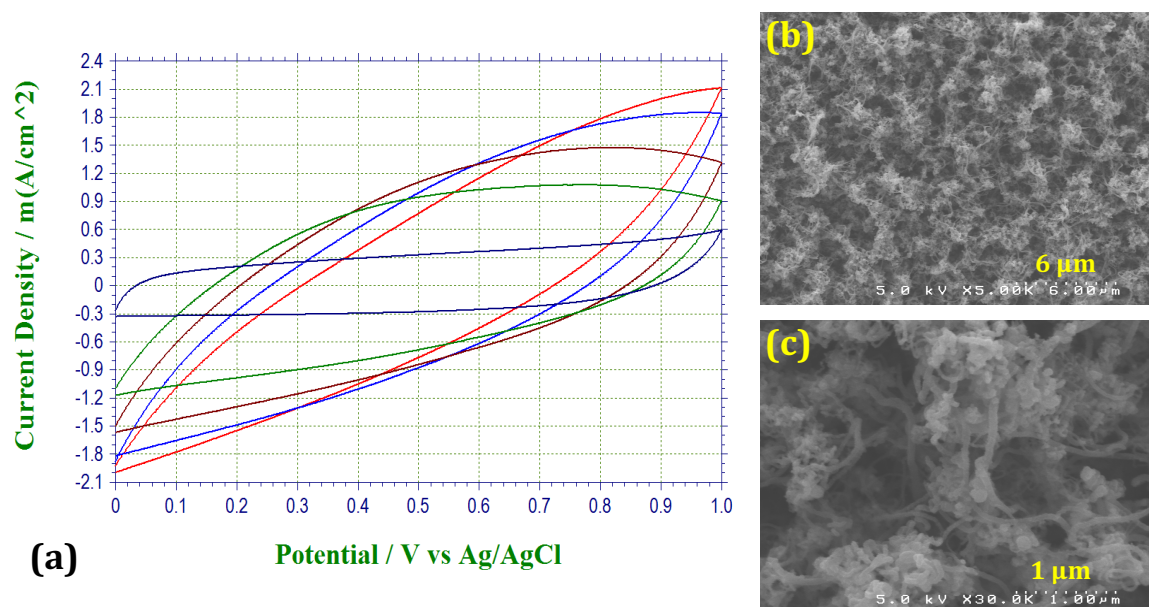 2.4
2.1
1.8
1.5
1.2
0.9
0.6
0.3
0
-0.3
-0.6
-0.9
-1.2
-1.5
-1.8
-2.1
Current Density / m(A/cm^2)
0 0.1 0.2 0.3 0.4 0.5 0.6 0.7 0.8 0.9 1.0
Potential / V vs Ag/AgCl
(a)
(b)
6 μm
5.0 kV X5.00K 6.00μm
(c)
1 μm
5.0 kV X30.0K 1.00μm